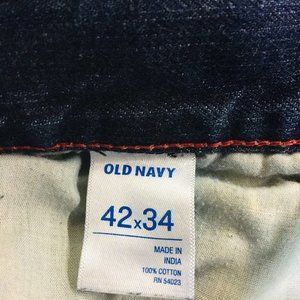 OLD NAVY
42x34
MADE IN
INDIA
100% COTTON
RN 54023